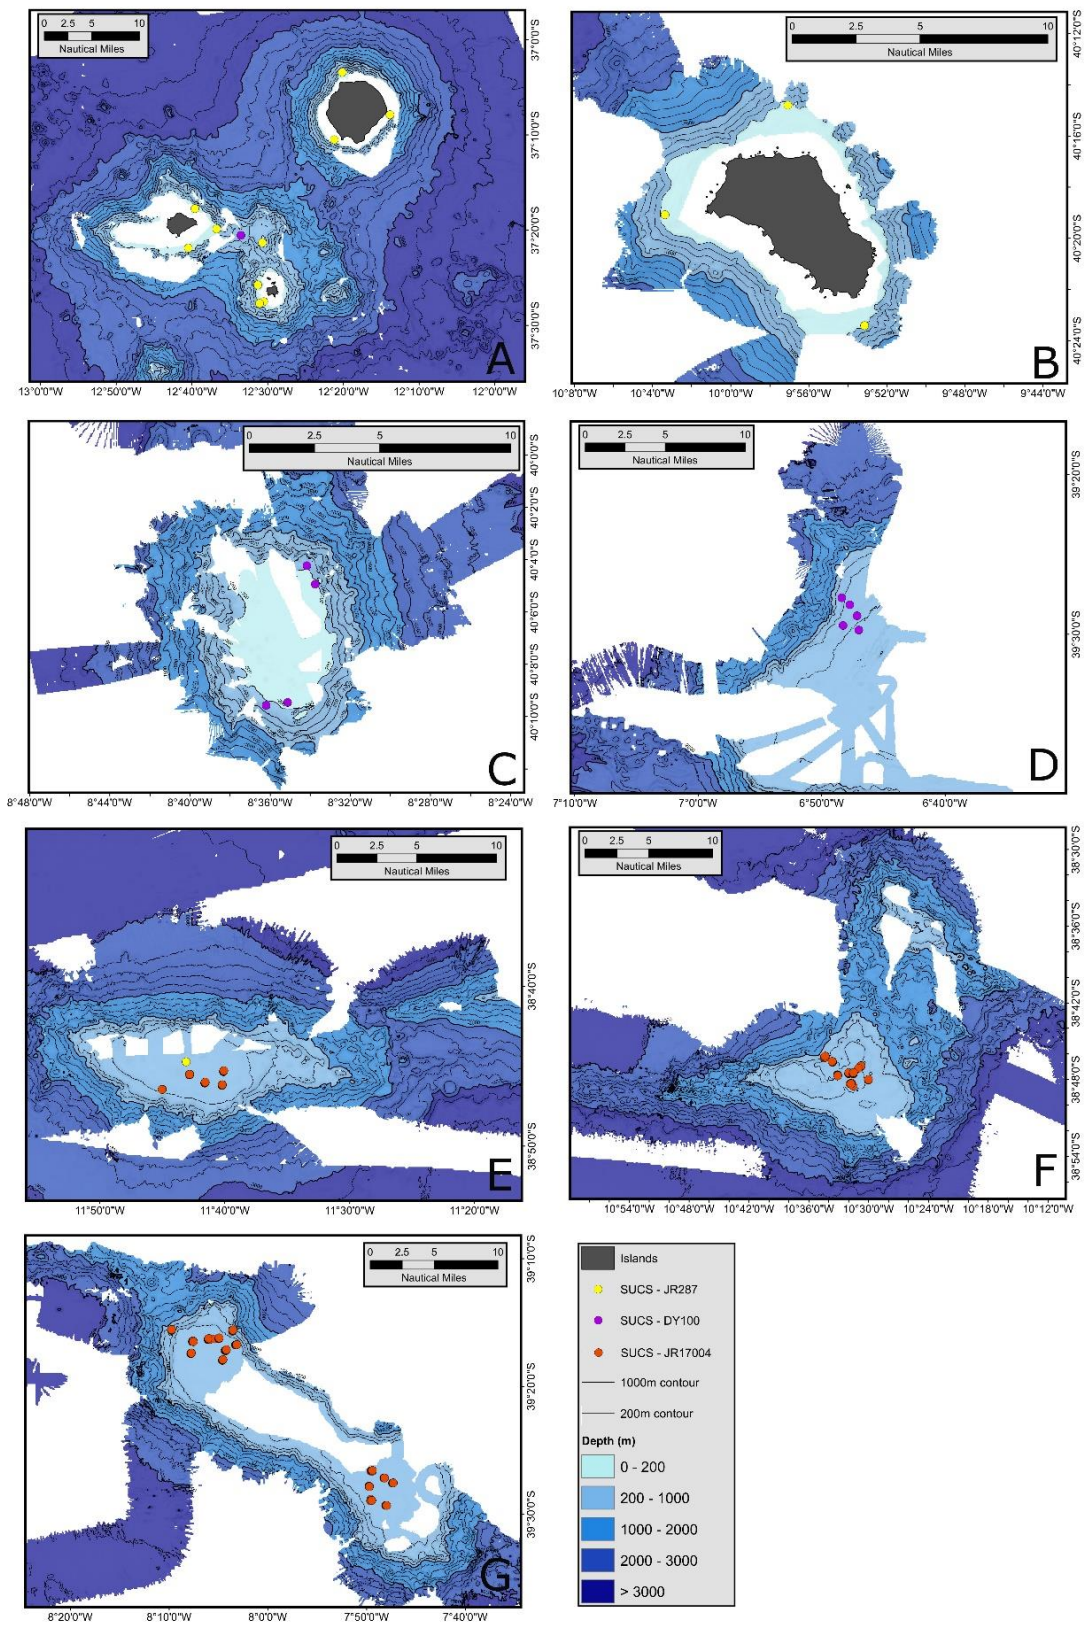 0 2.5 5 10
Nautical Miles
37°0'0"S
37°10'0"S
37°20'0"S
37°30'0"S
A
13°0'0"W 12°50'0"W 12°40'0"W 12°30'0"W 12°20'0"W 12°10'0"W 12°0'0"W
0 2.5 5 10
Nautical Miles
40°12'0"S
40°16'0"S
40°20'0"S
40°24'0"S
B
10°8'0"W 10°4'0"W 10°0'0"W 9°56'0"W 9°52'0"W 9°48'0"W 9°44'0"W
0 2.5 5 10
Nautical Miles
40°0'0"S
40°2'0"S
40°4'0"S
40°6'0"S
40°8'0"S
40°10'0"S
C
8°48'0"W 8°44'0"W 8°40'0"W 8°36'0"W 8°32'0"W 8°28'0"W 8°24'0"W
0 2.5 5 10
Nautical Miles
39°20'0"S
39°30'0"S
D
7°10'0"W 7°0'0"W 6°50'0"W 6°40'0"W
0 2.5 5 10
Nautical Miles
38°40'0"S
38°50'0"S
E
11°50'0"W 11°40'0"W 11°30'0"W 11°20'0"W
0 2.5 5 10
Nautical Miles
38°30'0"S
38°36'0"S
38°42'0"S
38°48'0"S
38°54'0"S
F
10°54'0"W 10°48'0"W 10°42'0"W 10°36'0"W 10°30'0"W 10°24'0"W 10°18'0"W 10°12'0"W
0 2.5 5 10
Nautical Miles
39°10'0"S
39°20'0"S
39°30'0"S
G
8°20'0"W 8°10'0"W 8°0'0"W 7°50'0"W 7°40'0"W
Islands
SUCS - JR287
SUCS - DY100
SUCS - JR17004
1000m contour
200m contour
Depth (m)
0 - 200
200 - 1000
1000 - 2000
2000 - 3000
> 3000